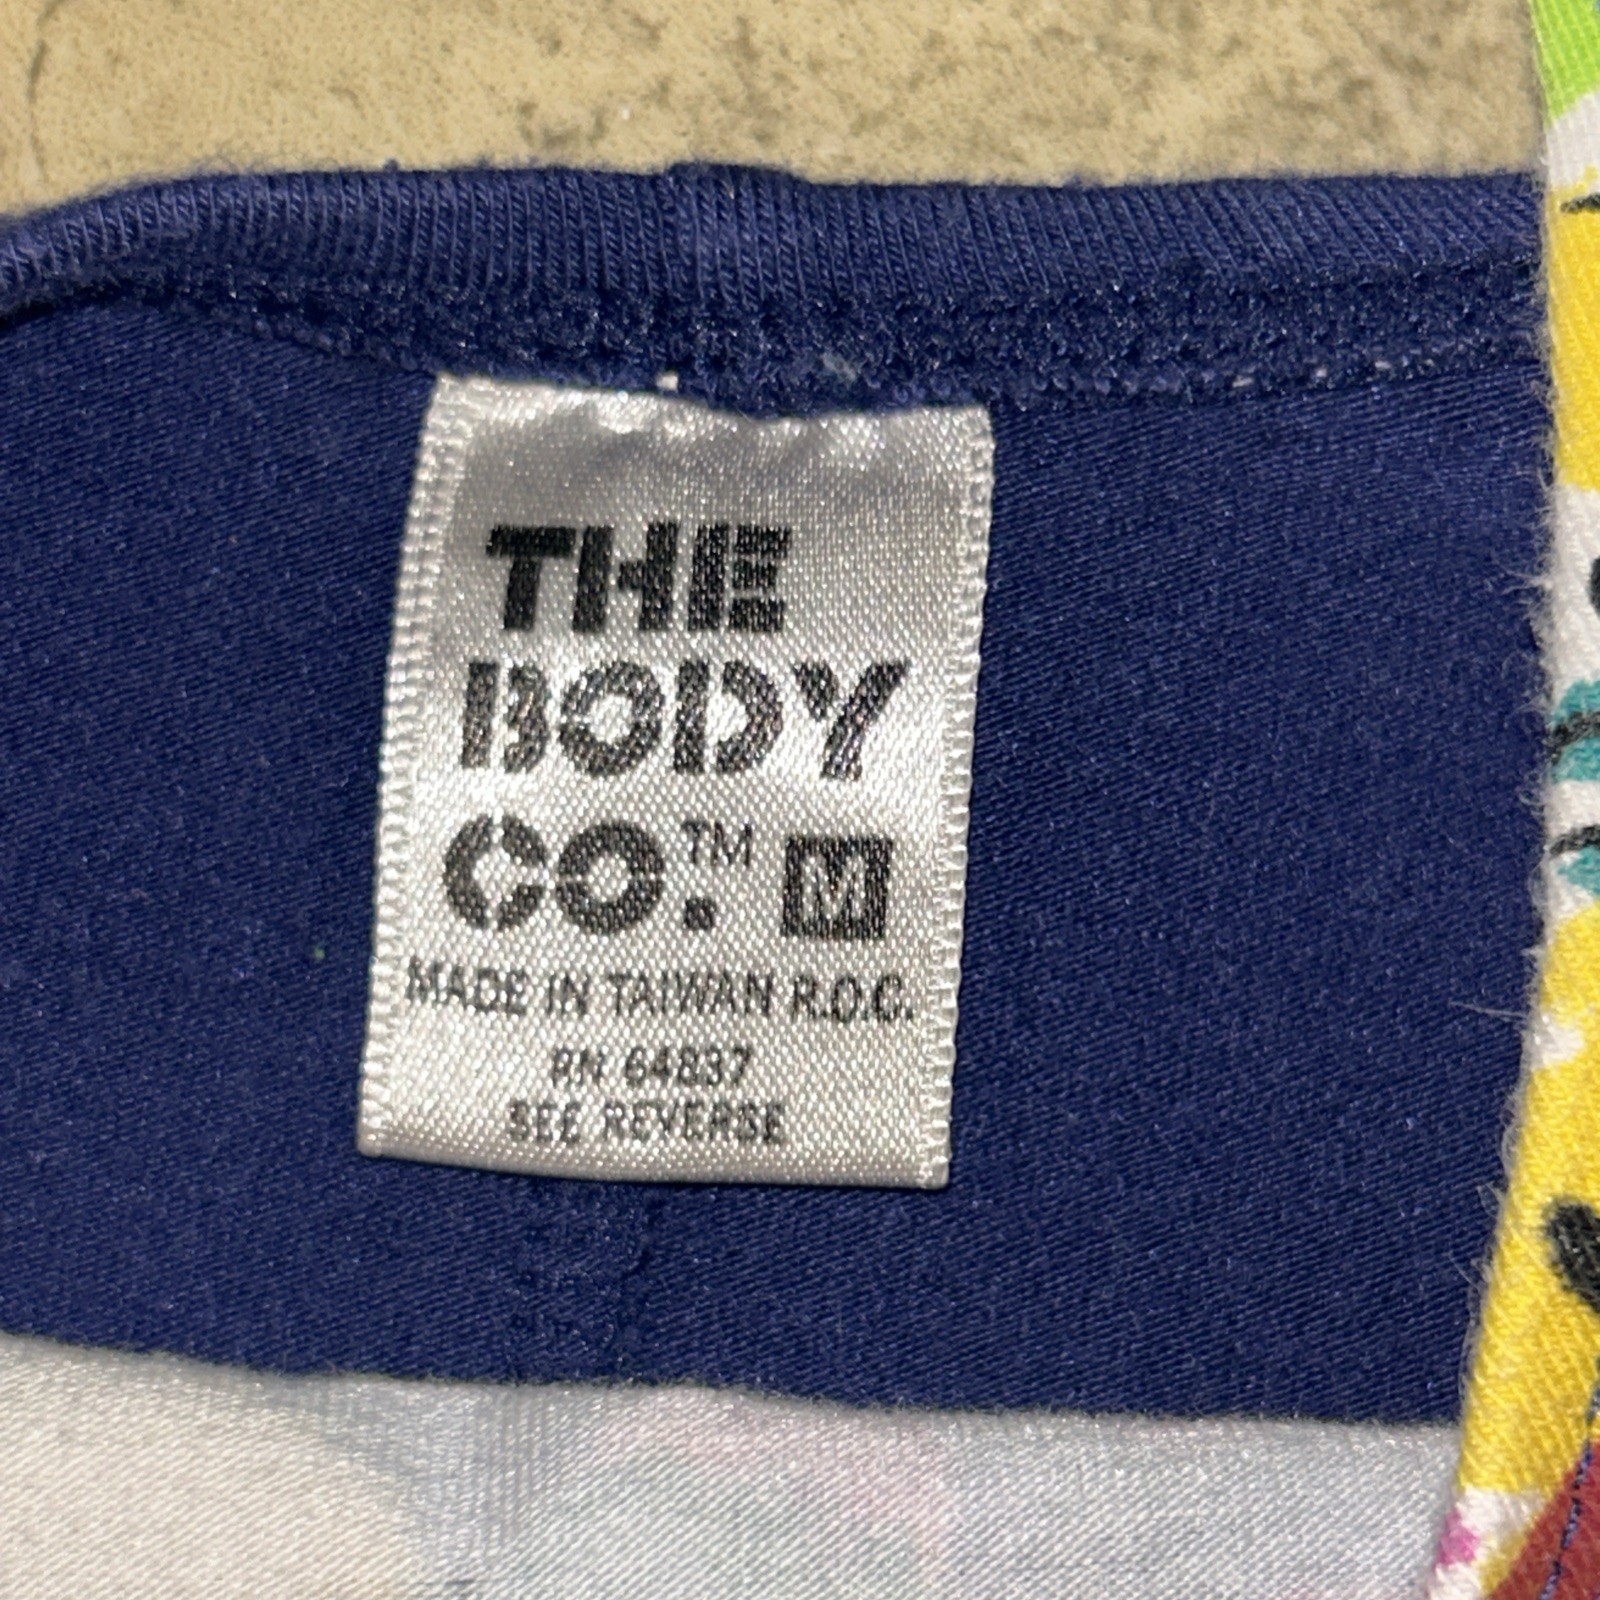 THE
BODY
CO.™ M
MADE IN TAIWAN R.O.C.
RN 64837
SEE REVERSE